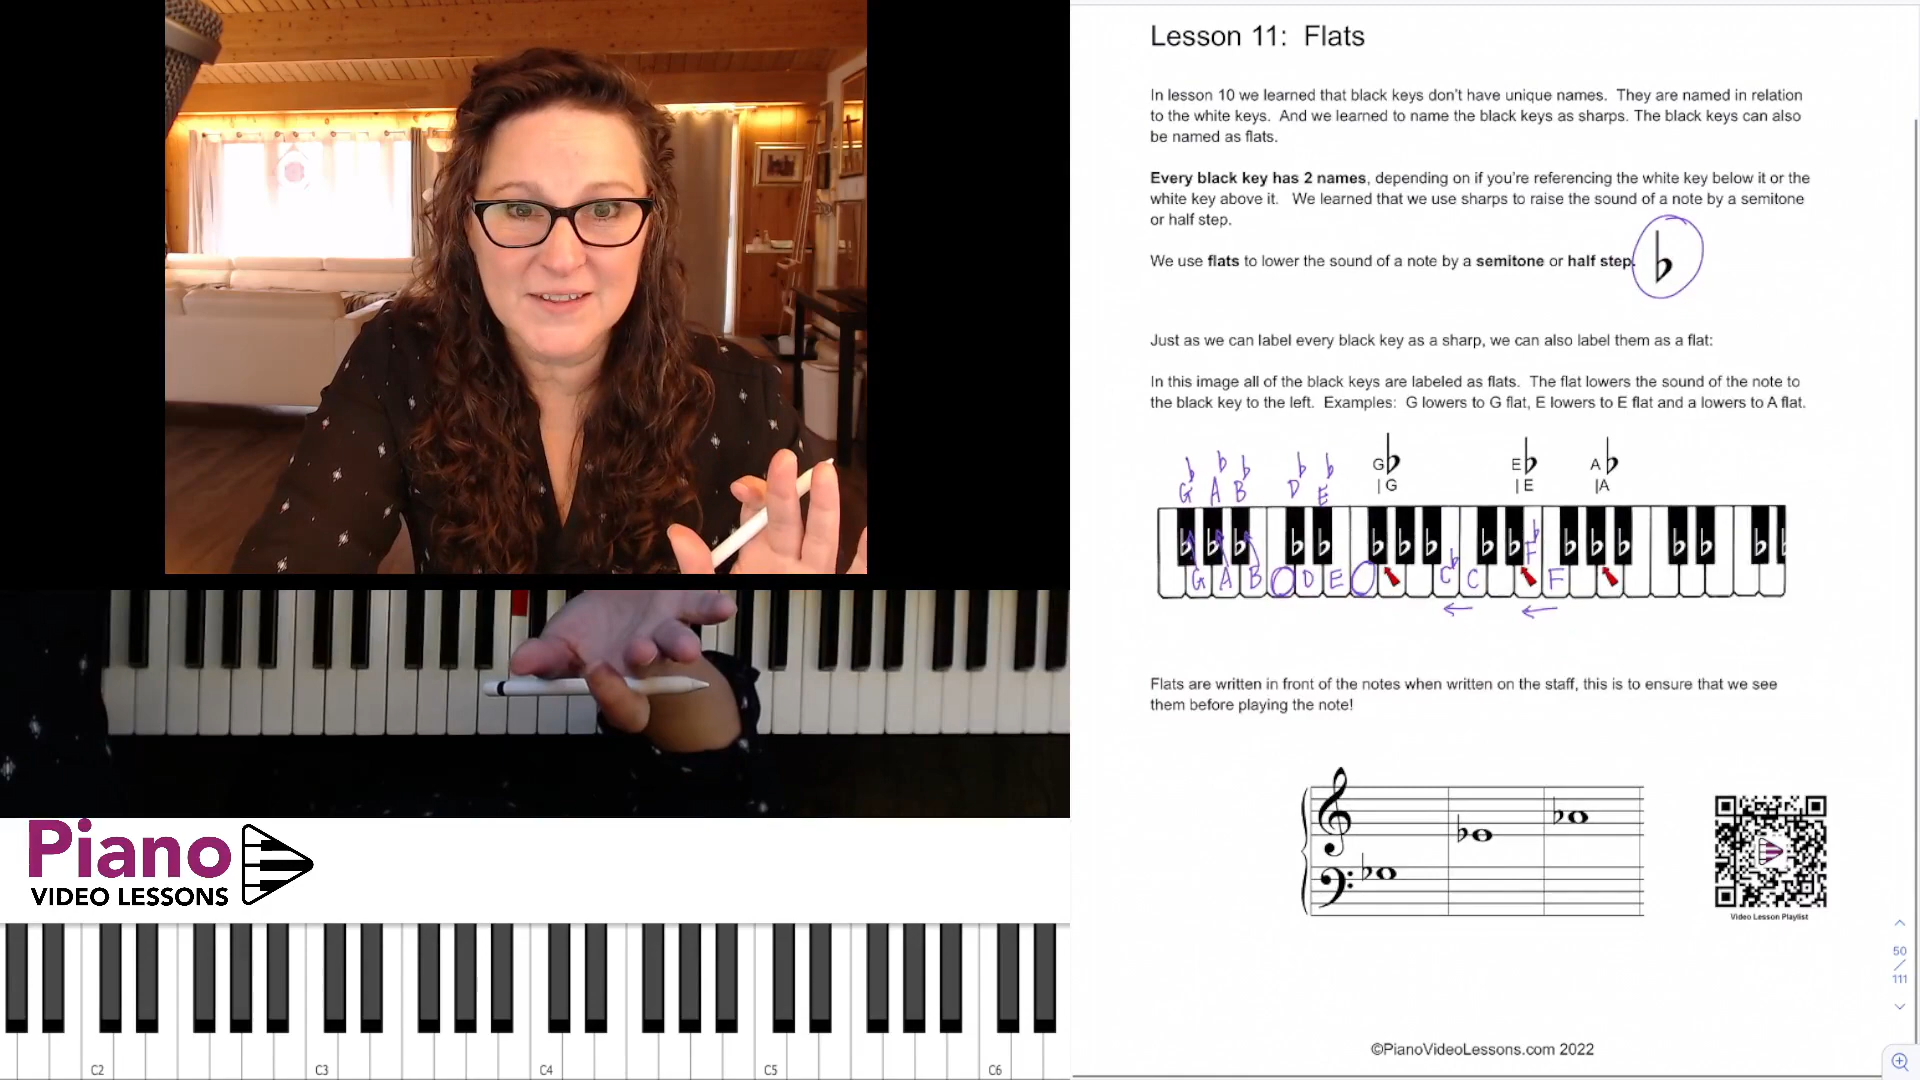 Lesson 11: Flats
In lesson 10 we learned that black keys don't have unique names. They are named in relation
to the white keys. And we learned to name the black keys as sharps. The black keys can also
be named as flats.
Every black key has 2 names, depending on if you're referencing the white key below it or the
white key above it. We learned that we use sharps to raise the sound of a note by a semitone
or half step.
We use flats to lower the sound of a note by a semitone or half step. ♭
Just as we can label every black key as a sharp, we can also label them as a flat:
In this image all of the black keys are labeled as flats. The flat lowers the sound of the note to
the black key to the left. Examples: G lowers to G flat, E lowers to E flat and a lowers to A flat.
♭ ♭ ♭ ♭ ♭ G♭ E♭ A♭
G A B D E |G |E |A
♭ ♭ ♭ ♭ ♭ ♭ ♭ ♭ ♭ ♭ F♭ ♭ ♭ ♭ ♭ ♭ ♭ ♭
G A B D E C♭ C F
Flats are written in front of the notes when written on the staff, this is to ensure that we see
them before playing the note!
Video Lesson Playlist
50
/
111
©PianoVideoLessons.com 2022
Piano
VIDEO LESSONS
C2 C3 C4 C5 C6